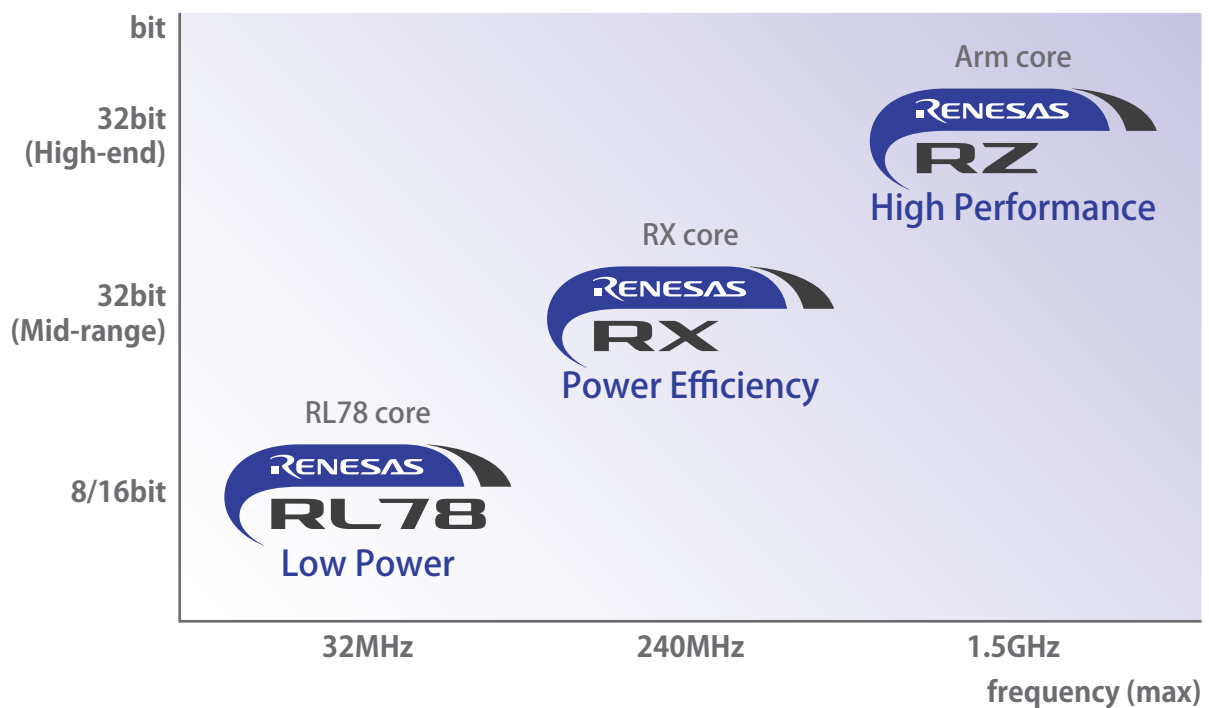 bit
Arm core
32bit
(High-end)
RENESAS
RZ
High Performance
RX core
32bit
(Mid-range)
RENESAS
RX
Power Efficiency
RL78 core
8/16bit
RENESAS
RL78
Low Power
32MHz
240MHz
1.5GHz
frequency (max)